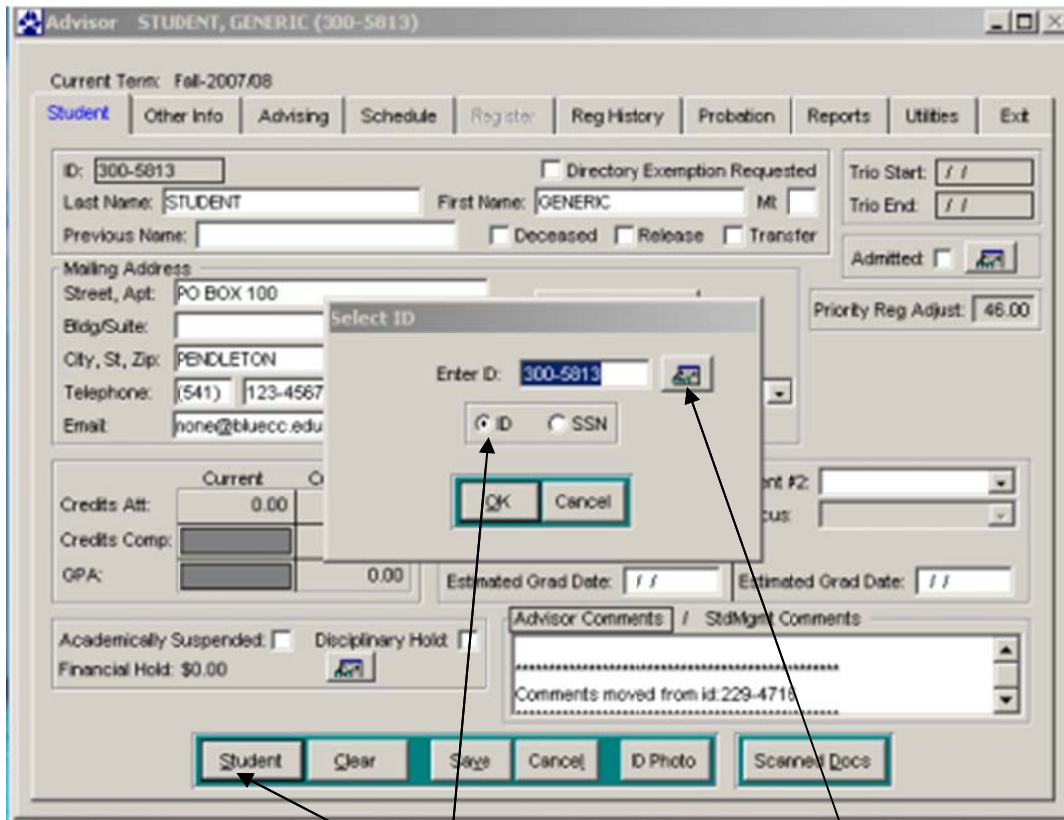 Advisor STUDENT, GENERIC (300-5813)
Current Term: Fall-2007/08
Student Other Info Advising Schedule Register Reg History Probation Reports Utilities Exit
ID: 300-5813 Directory Exemption Requested Trio Start: / /
Last Name: STUDENT First Name: GENERIC MI: Trio End: / /
Previous Name: Deceased Release Transfer
Admitted:
Mailing Address
Street, Apt: PO BOX 100
Priority Reg Adjust: 46.00
Bldg/Suite:
City, St, Zip: PENDLETON
Telephone: (541) 123-4567
Email: none@bluecc.edu
Select ID
Enter ID: 300-5813
ID SSN
OK Cancel
Current
Credits Att: 0.00
Credits Comp:
GPA: 0.00
nt #2:
cus:
Estimated Grad Date: / / Estimated Grad Date: / /
Academically Suspended: Disciplinary Hold:
Financial Hold: $0.00
Advisor Comments / StdMgmt Comments
*****************************************************
Comments moved from id:229-4716
*****************************************************
Student Clear Save Cancel ID Photo Scanned Docs